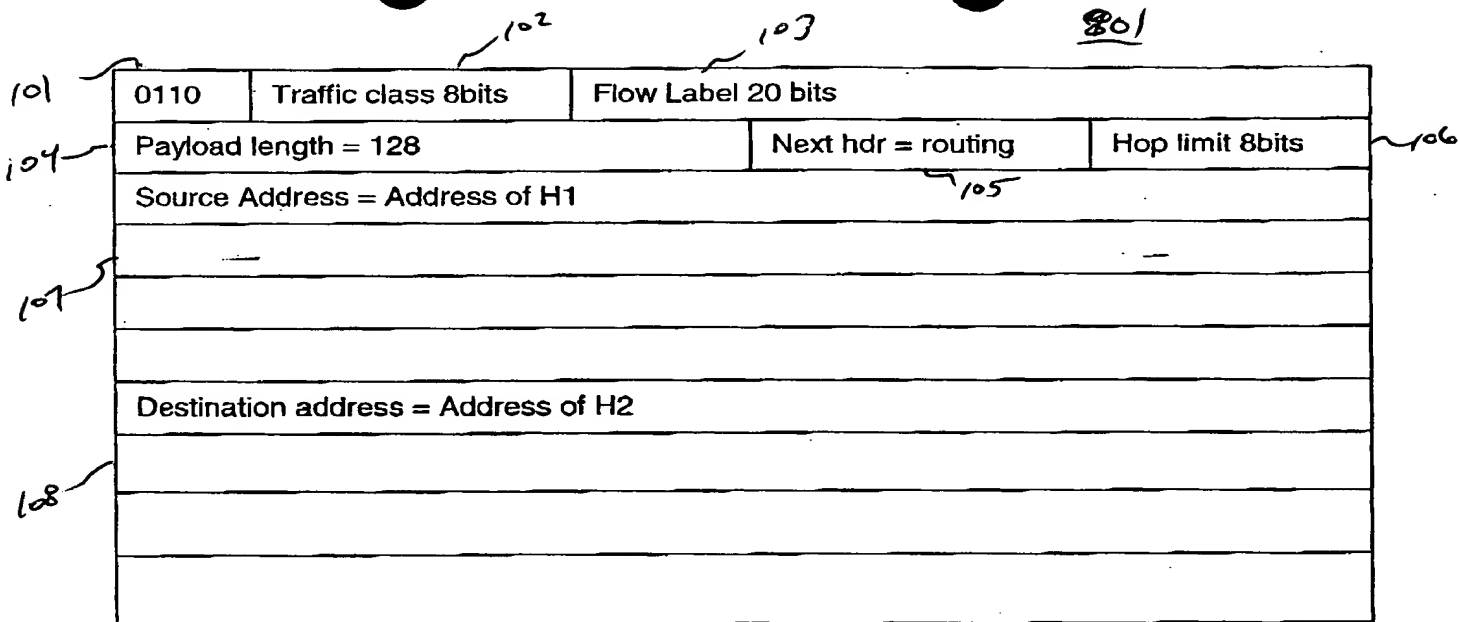 102 103 801
101 0110 Traffic class 8bits Flow Label 20 bits
104 Payload length = 128 Next hdr = routing Hop limit 8bits 106
105
Source Address = Address of H1
107
Destination address = Address of H2
108